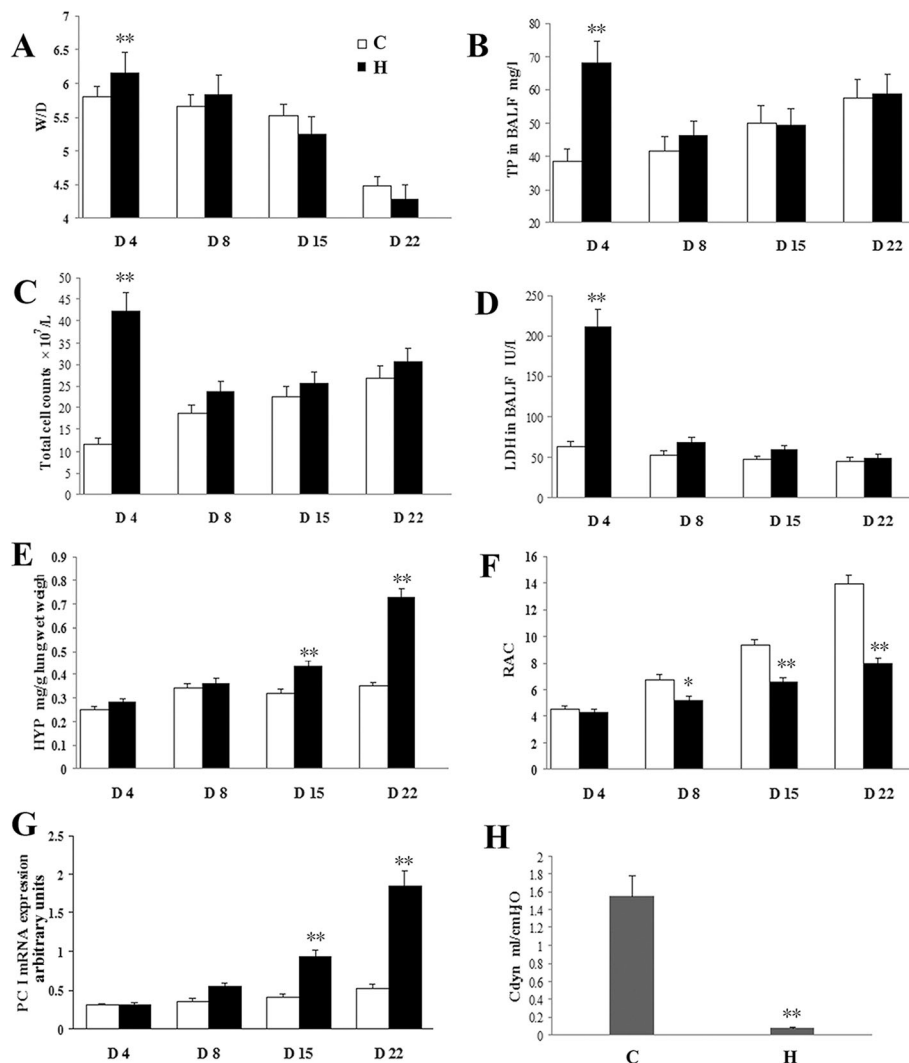 A
**
W/D
7
6.5
6
5.5
5
4.5
4
C
H
D 4
D 8
D 15
D 22
B
**
TP in BALF mg/l
80
70
60
50
40
30
20
D 4
D 8
D 15
D 22
C
**
Total cell counts ×10⁷/L
50
45
40
35
30
25
20
15
10
5
0
D 4
D 8
D 15
D 22
D
**
LDH in BALF IU/l
250
200
150
100
50
0
D 4
D 8
D 15
D 22
E
**
**
HYP mg/g lung wet weigh
0.9
0.8
0.7
0.6
0.5
0.4
0.3
0.2
0.1
0
D 4
D 8
D 15
D 22
F
*
**
**
RAC
16
14
12
10
8
6
4
2
0
D 4
D 8
D 15
D 22
G
**
**
PC I mRNA expression
arbitrary units
2.5
2
1.5
1
0.5
0
D 4
D 8
D 15
D 22
H
**
Cdyn ml/cmH₂O
2
1.8
1.6
1.4
1.2
1
0.8
0.6
0.4
0.2
0
C
H